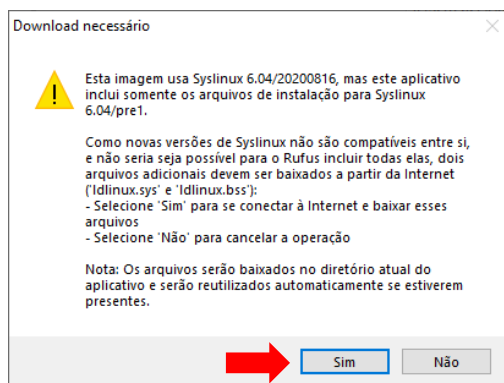 Download necessário
Esta imagem usa Syslinux 6.04/20200816, mas este aplicativo
inclui somente os arquivos de instalação para Syslinux
6.04/pre1.
Como novas versões de Syslinux não são compatíveis entre si,
e não seria seja possível para o Rufus incluir todas elas, dois
arquivos adicionais devem ser baixados a partir da Internet
('ldlinux.sys' e 'ldlinux.bss'):
- Selecione 'Sim' para se conectar à Internet e baixar esses
arquivos
- Selecione 'Não' para cancelar a operação
Nota: Os arquivos serão baixados no diretório atual do
aplicativo e serão reutilizados automaticamente se estiverem
presentes.
Sim
Não